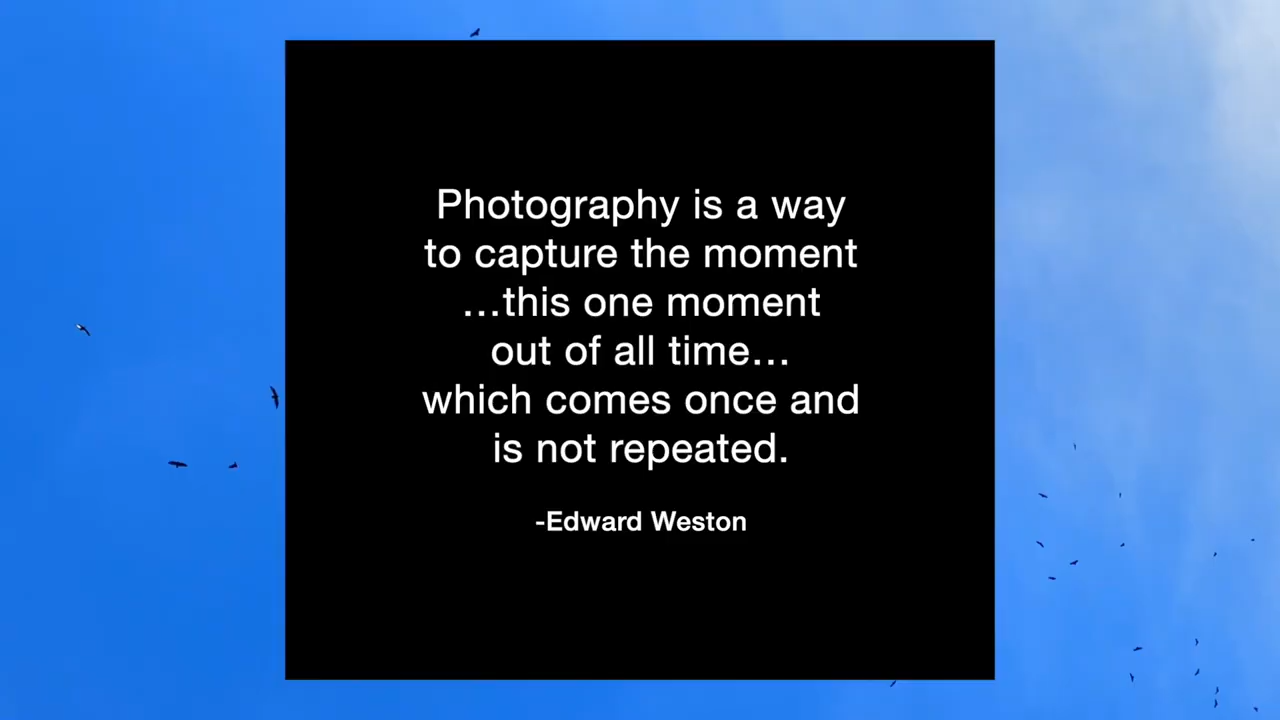 Photography is a way
to capture the moment
...this one moment
out of all time...
which comes once and
is not repeated.
-Edward Weston